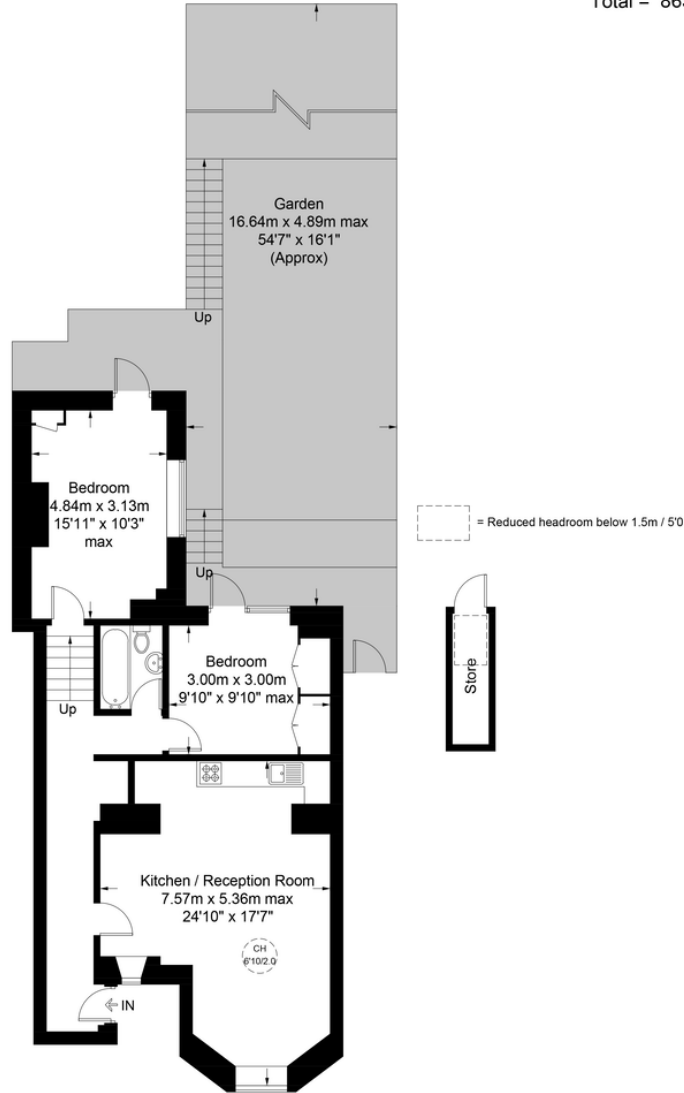 Total =
Garden
16.64m x 4.89m max
54'7" x 16'1"
(Approx)
Up
Bedroom
4.84m x 3.13m
15'11" x 10'3"
max
= Reduced headroom below 1.5m / 5'0
Up
Bedroom
3.00m x 3.00m
9'10" x 9'10" max
Store
Up
Kitchen / Reception Room
7.57m x 5.36m max
24'10" x 17'7"
CH
6'10/2.0
IN